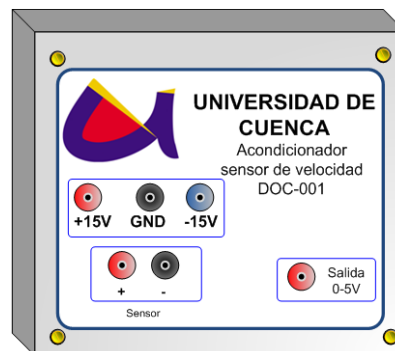 UNIVERSIDAD DE
CUENCA
Acondicionador
sensor de velocidad
DOC-001
+15V GND -15V
+ -
Sensor
Salida
0-5V